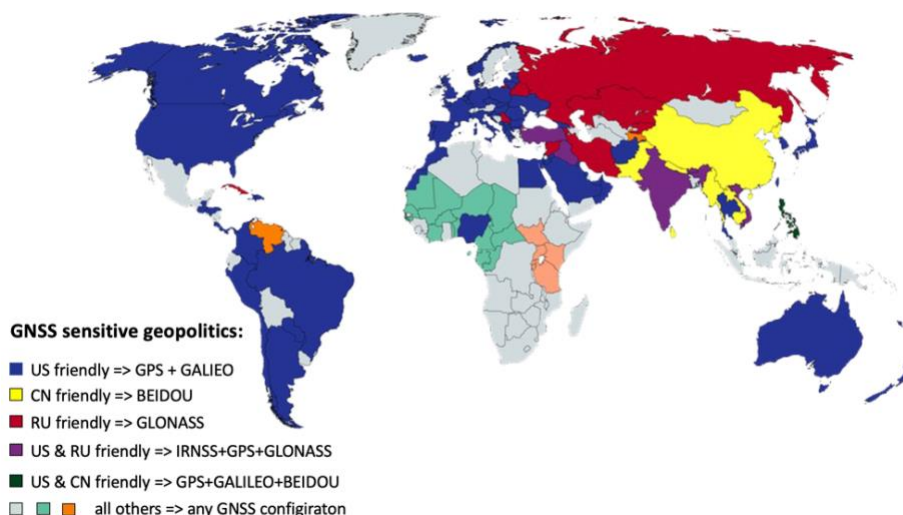 GNSS sensitive geopolitics:
US friendly => GPS + GALIEO
CN friendly => BEIDOU
RU friendly => GLONASS
US & RU friendly => IRNSS+GPS+GLONASS
US & CN friendly => GPS+GALILEO+BEIDOU
all others => any GNSS configiraton